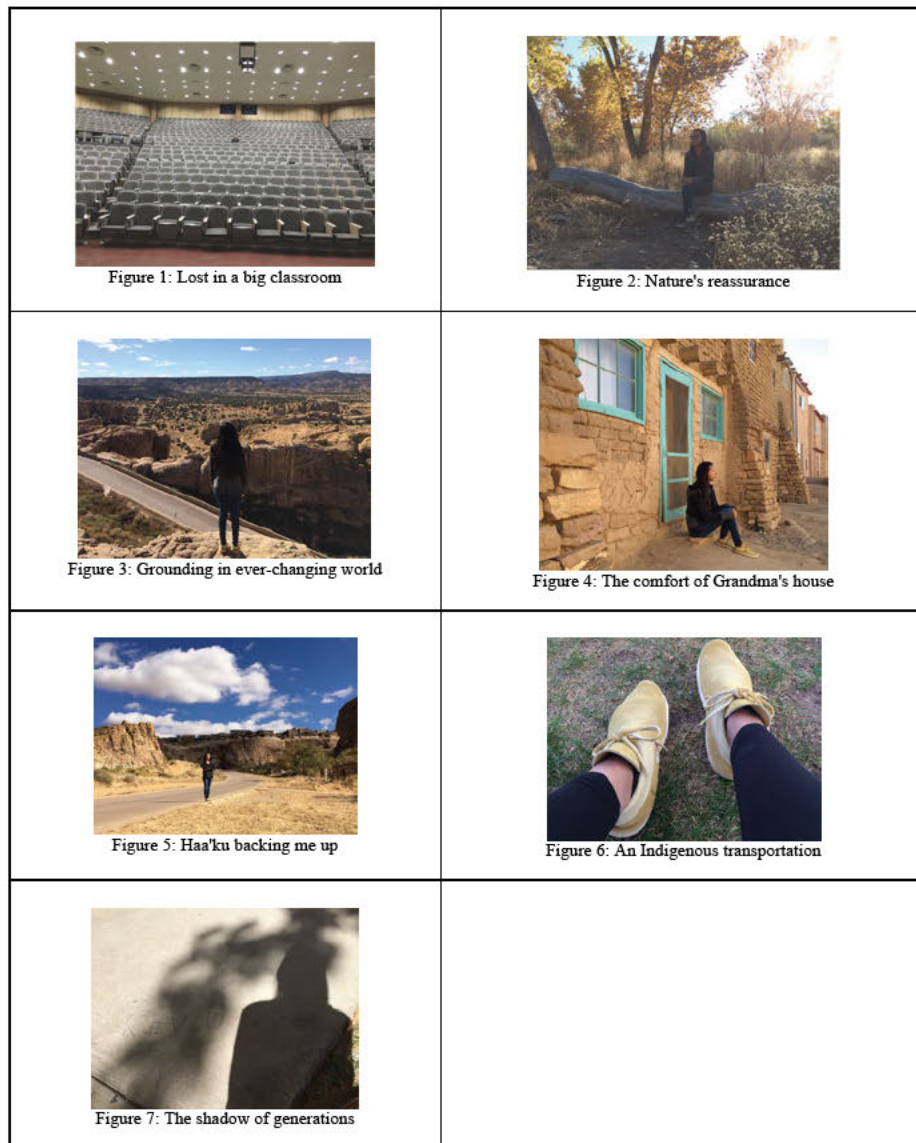 Figure 1: Lost in a big classroom
Figure 2: Nature's reassurance
Figure 3: Grounding in ever-changing world
Figure 4: The comfort of Grandma's house
Figure 5: Haa'ku backing me up
Figure 6: An Indigenous transportation
Figure 7: The shadow of generations